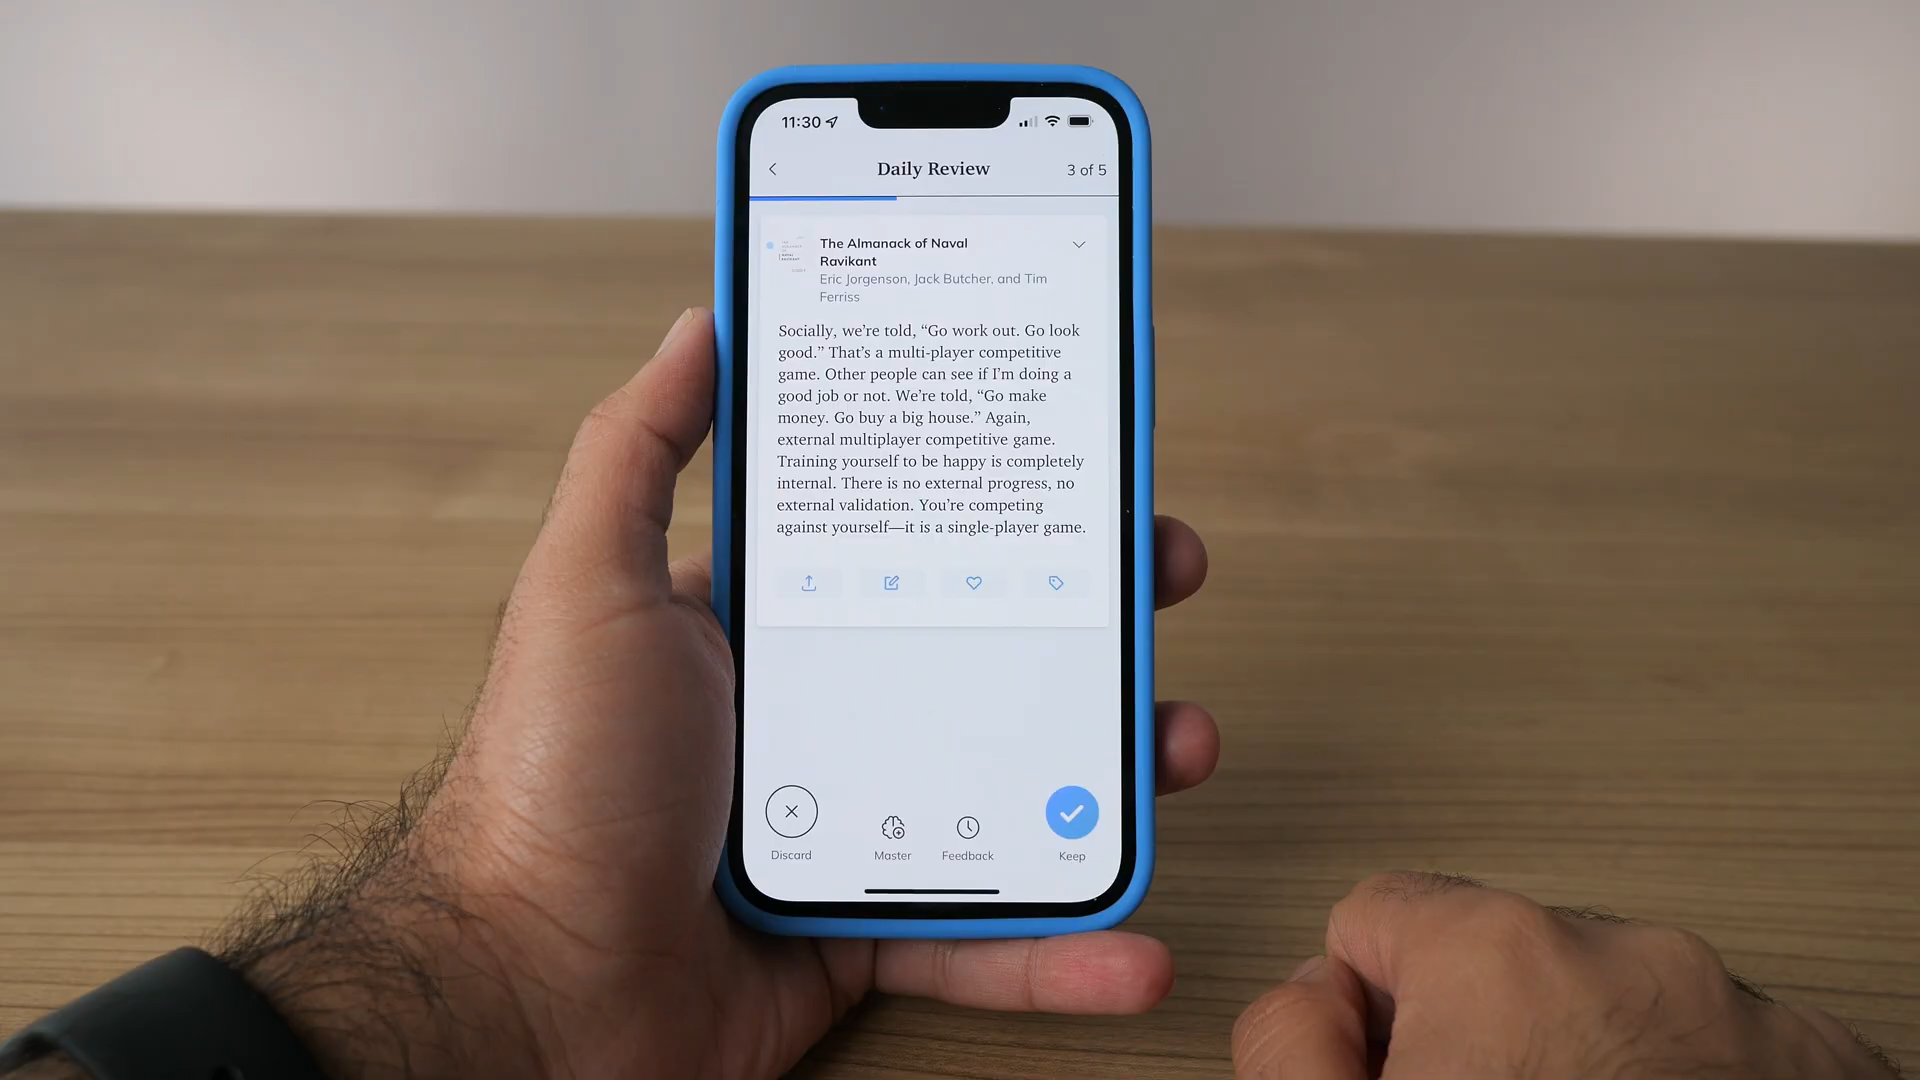 11:30
Daily Review
3 of 5
The Almanack of Naval
Ravikant
Eric Jorgenson, Jack Butcher, and Tim
Ferriss
Socially, we're told, “Go work out. Go look
good.” That's a multi-player competitive
game. Other people can see if I'm doing a
good job or not. We're told, “Go make
money. Go buy a big house.” Again,
external multiplayer competitive game.
Training yourself to be happy is completely
internal. There is no external progress, no
external validation. You're competing
against yourself—it is a single-player game.
Discard
Master
Feedback
Keep